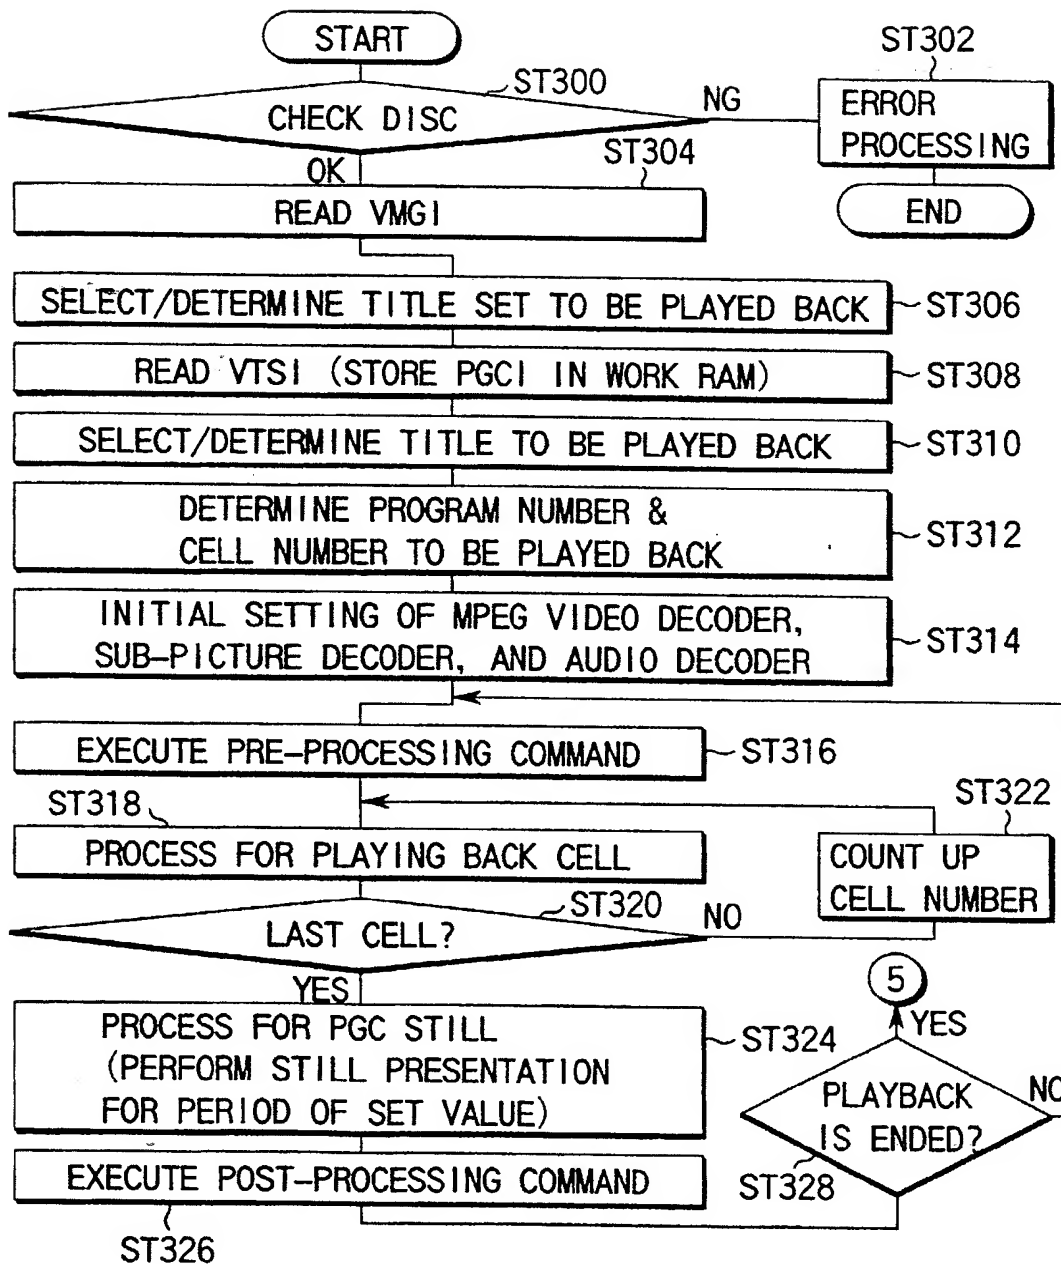 START
ST300
CHECK DISC
NG
ST302
ERROR
PROCESSING
END
OK
ST304
READ VMGI
SELECT/DETERMINE TITLE SET TO BE PLAYED BACK
ST306
READ VTSI (STORE PGCI IN WORK RAM)
ST308
SELECT/DETERMINE TITLE TO BE PLAYED BACK
ST310
DETERMINE PROGRAM NUMBER &
CELL NUMBER TO BE PLAYED BACK
ST312
INITIAL SETTING OF MPEG VIDEO DECODER,
SUB-PICTURE DECODER, AND AUDIO DECODER
ST314
EXECUTE PRE-PROCESSING COMMAND
ST316
ST318
PROCESS FOR PLAYING BACK CELL
ST322
COUNT UP
CELL NUMBER
ST320
LAST CELL?
NO
YES
PROCESS FOR PGC STILL
(PERFORM STILL PRESENTATION
FOR PERIOD OF SET VALUE)
ST324
5
YES
PLAYBACK
IS ENDED?
NO
ST328
EXECUTE POST-PROCESSING COMMAND
ST326